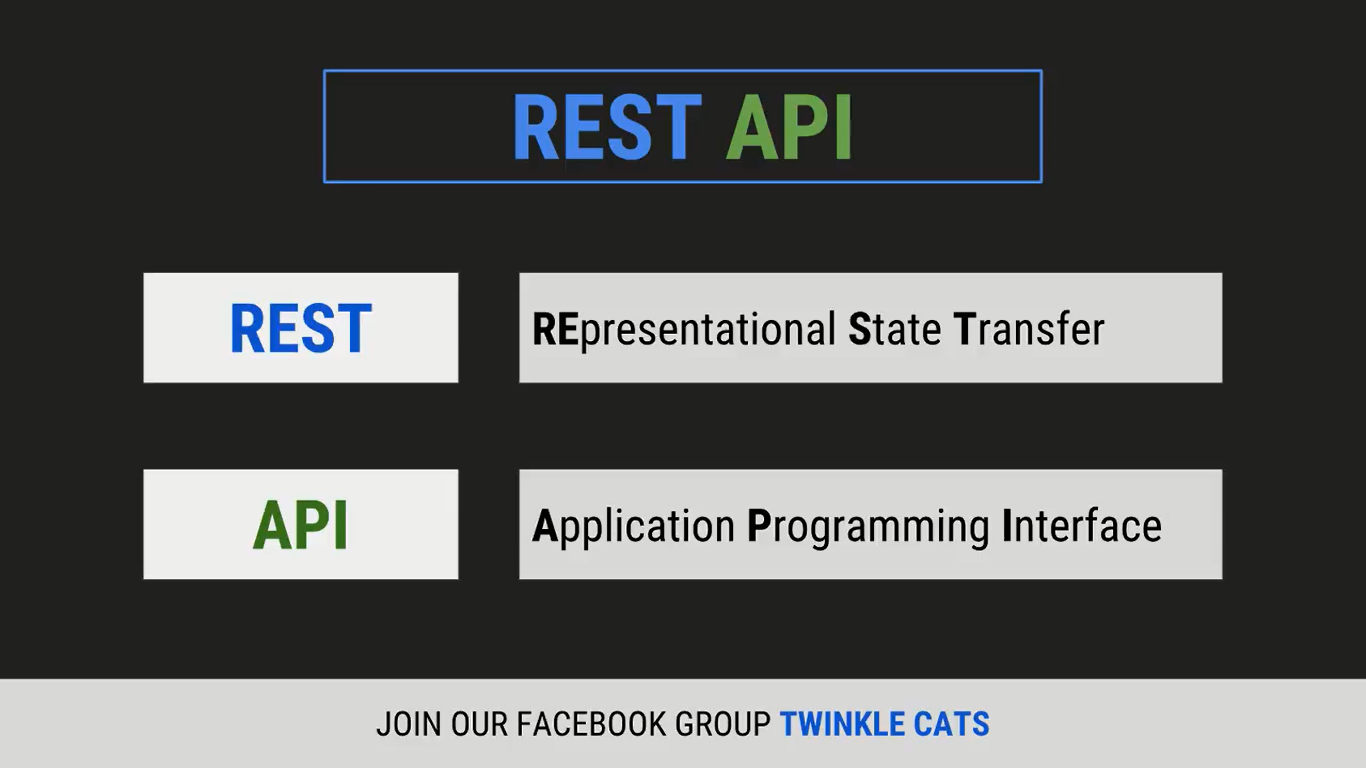 REST API
REST
REpresentational State Transfer
API
Application Programming Interface
JOIN OUR FACEBOOK GROUP TWINKLE CATS